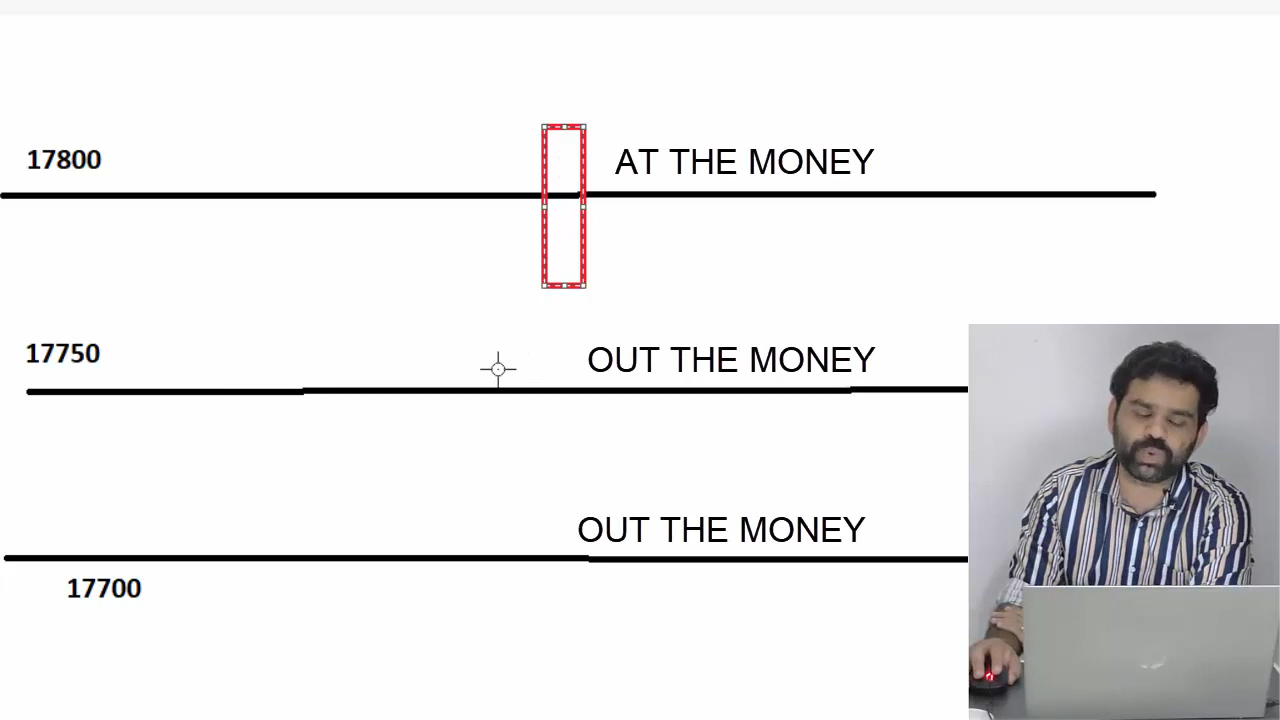 17800
AT THE MONEY
17750
OUT THE MONEY
OUT THE MONEY
17700